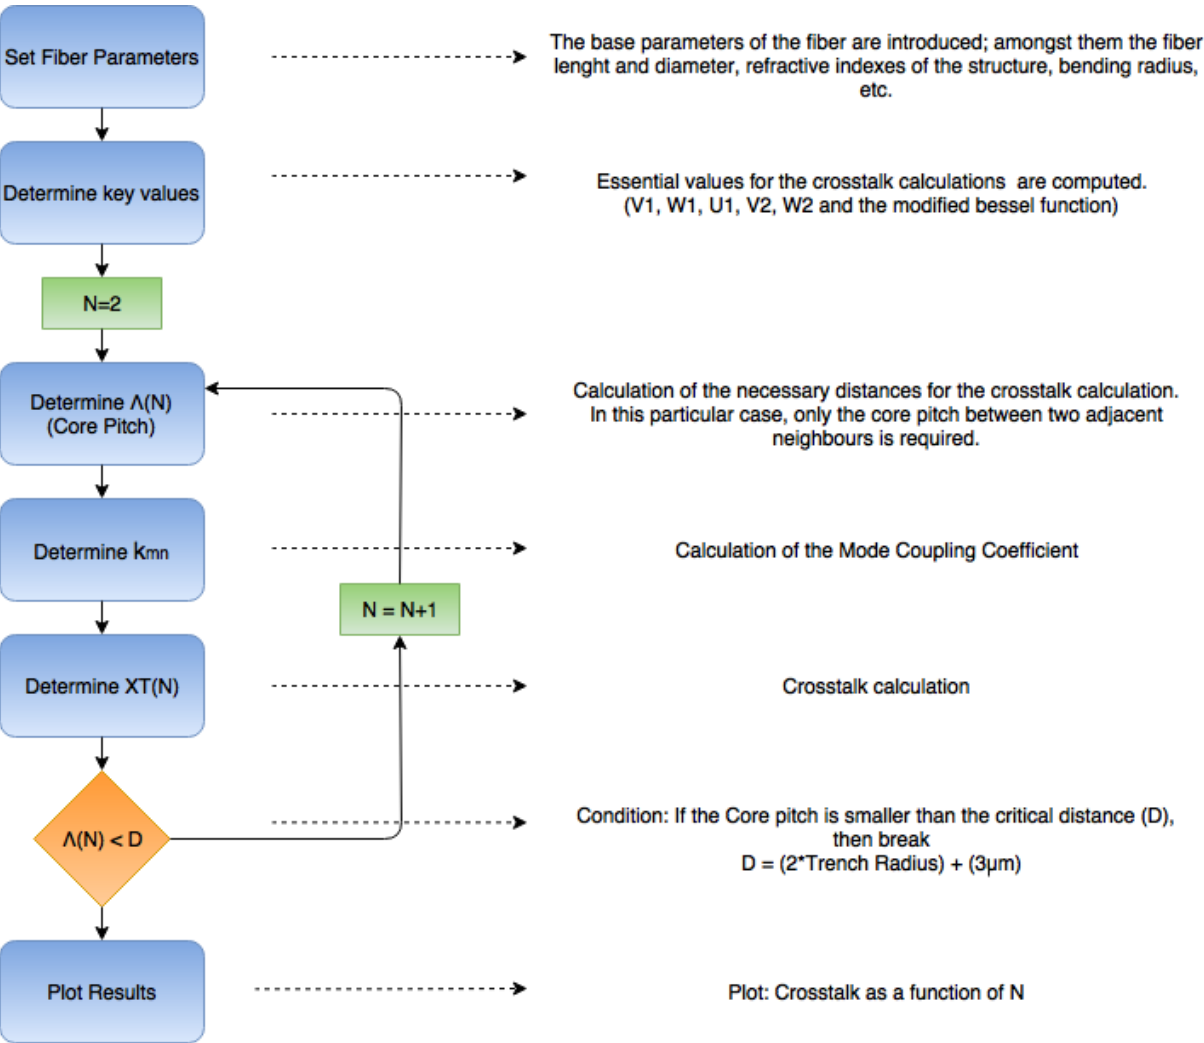 Set Fiber Parameters
The base parameters of the fiber are introduced; amongst them the fiber
lenght and diameter, refractive indexes of the structure, bending radius,
etc.
Determine key values
Essential values for the crosstalk calculations are computed.
(V1, W1, U1, V2, W2 and the modified bessel function)
N=2
Determine Λ(N)
(Core Pitch)
Calculation of the necessary distances for the crosstalk calculation.
In this particular case, only the core pitch between two adjacent
neighbours is required.
Determine kmn
Calculation of the Mode Coupling Coefficient
N = N+1
Determine XT(N)
Crosstalk calculation
Λ(N) < D
Condition: If the Core pitch is smaller than the critical distance (D),
then break
D = (2*Trench Radius) + (3μm)
Plot Results
Plot: Crosstalk as a function of N